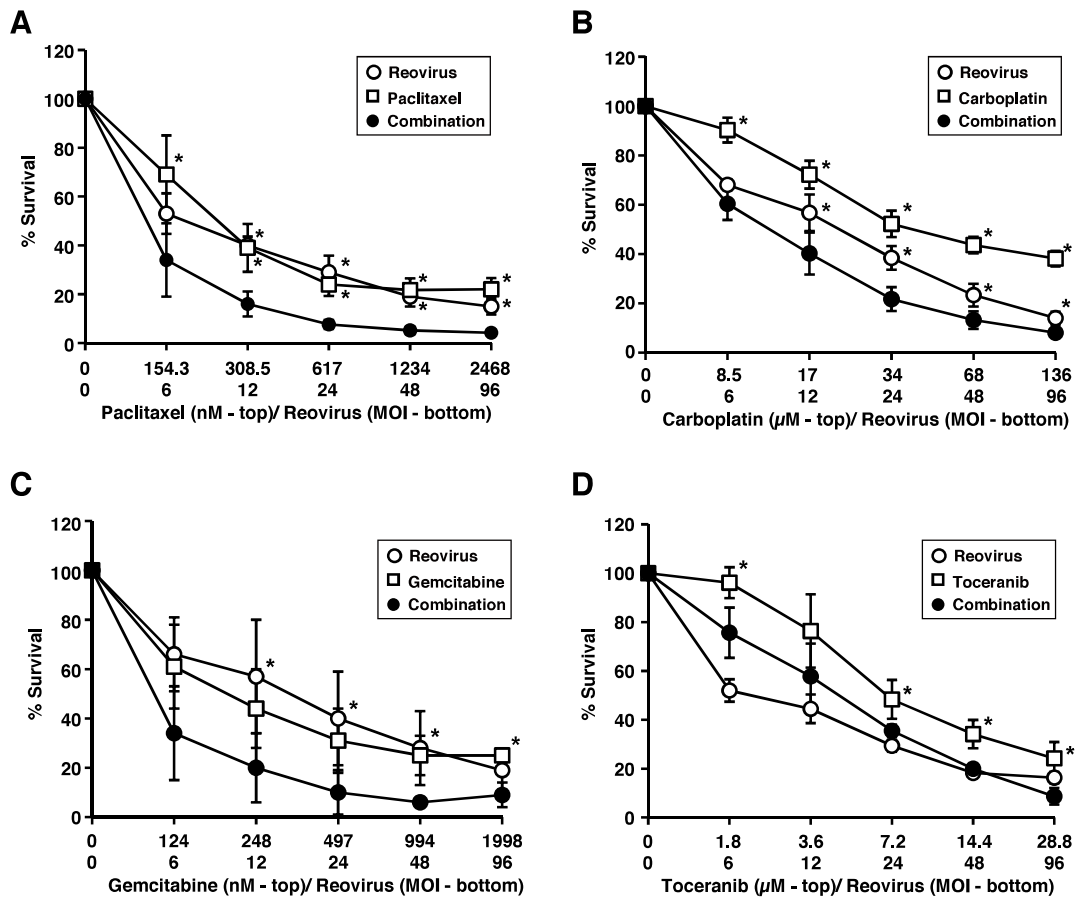 A
120
100
80
60
40
20
0
% Survival
Reovirus
Paclitaxel
Combination
* * * * * * * * *
0 154.3 308.5 617 1234 2468
0 6 12 24 48 96
Paclitaxel (nM - top)/ Reovirus (MOI - bottom)
B
120
100
80
60
40
20
0
% Survival
Reovirus
Carboplatin
Combination
* * * * * * * * *
0 8.5 17 34 68 136
0 6 12 24 48 96
Carboplatin (µM - top)/ Reovirus (MOI - bottom)
C
120
100
80
60
40
20
0
% Survival
Reovirus
Gemcitabine
Combination
* * * *
0 124 248 497 994 1998
0 6 12 24 48 96
Gemcitabine (nM - top)/ Reovirus (MOI - bottom)
D
120
100
80
60
40
20
0
% Survival
Reovirus
Toceranib
Combination
* * * *
0 1.8 3.6 7.2 14.4 28.8
0 6 12 24 48 96
Toceranib (µM - top)/ Reovirus (MOI - bottom)